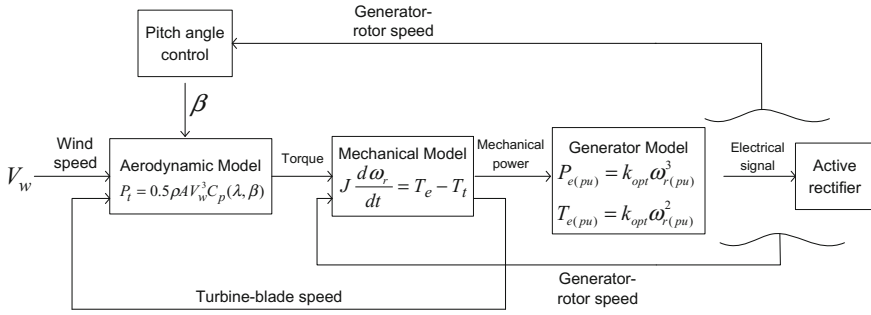 Generator-
rotor speed
Pitch angle
control
β
Wind
speed
V_w
Aerodynamic Model
P_t = 0.5ρAV_w^3 C_p(λ, β)
Torque
Mechanical Model
J dω_r/dt = T_e − T_t
Mechanical
power
Generator Model
P_e(pu) = k_opt ω_r(pu)^3
T_e(pu) = k_opt ω_r(pu)^2
Electrical
signal
Active
rectifier
Turbine-blade speed
Generator-
rotor speed